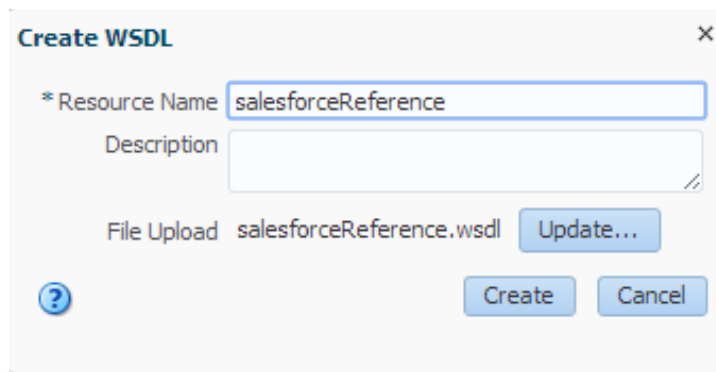 Create WSDL ×
* Resource Name salesforceReference
Description
File Upload salesforceReference.wsdl Update...
? Create Cancel